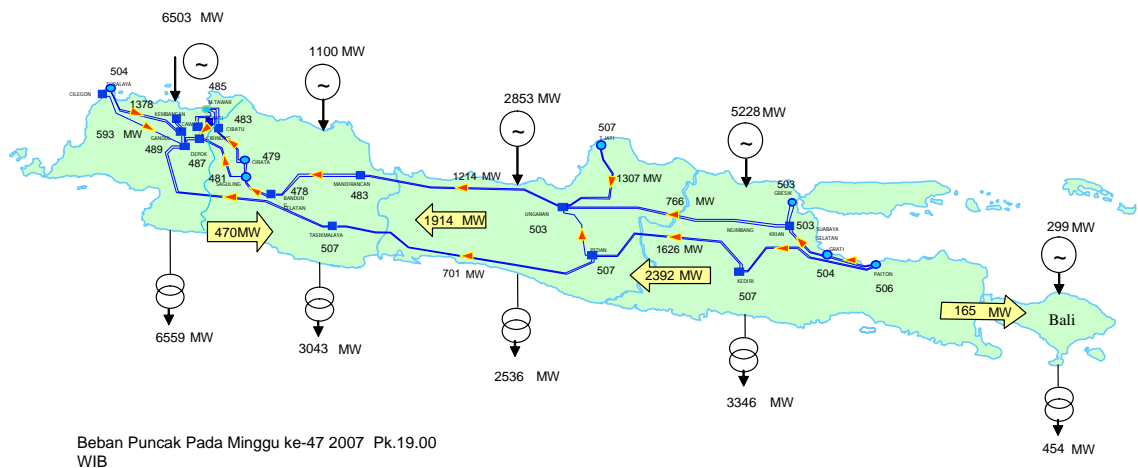 6503 MW
1100 MW
504
SURALAYA
CILEGON
485
M.TAWAR
1378
KEMBANGAN
483
CIBATU
593 MW
GANDUL
CIBINONG
489
DEPOK
487
479
CIRATA
481
SAGULING
478
BANDUNG
SELATAN
MANDIRANCAN
483
470MW
TASIKMALAYA
507
6559 MW
3043 MW
2853 MW
507
T.JATI
1214 MW
1307 MW
1914 MW
UNGARAN
503
766 MW
PEDAN
507
1626 MW
701 MW
2392 MW
2536 MW
5228 MW
503
GRESIK
NGIMBANG
KRIAN
503
SUABAYA
SELATAN
GRATI
504
PAITON
506
KEDIRI
507
3346 MW
299 MW
165 MW
Bali
454 MW
Beban Puncak Pada Minggu ke-47 2007 Pk.19.00
WIB